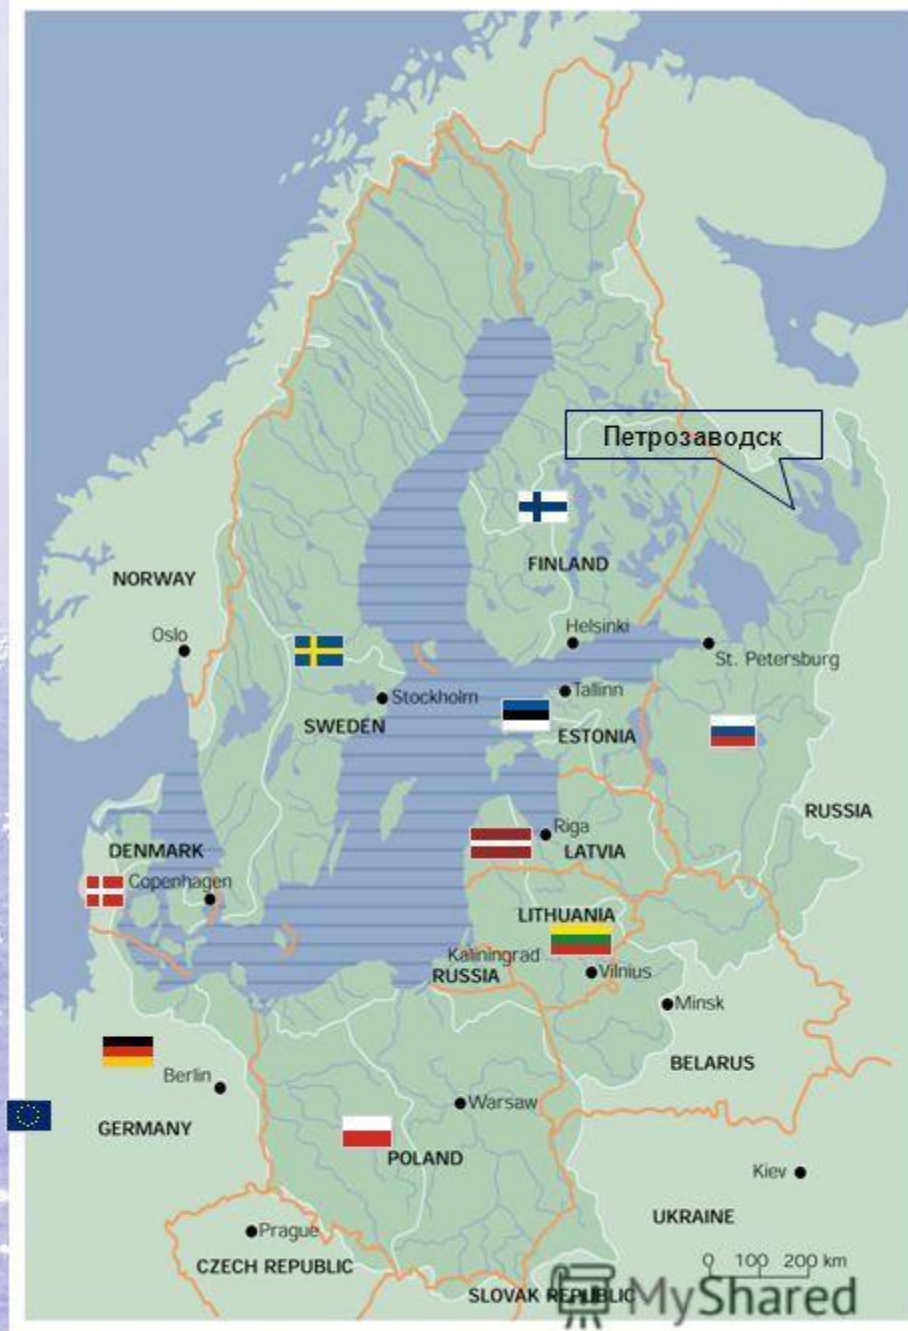 Петрозаводск
FINLAND
NORWAY
Helsinki
Oslo
St. Petersburg
Tallinn
Stockholm
SWEDEN
ESTONIA
RUSSIA
Riga
DENMARK
LATVIA
Copenhagen
LITHUANIA
Kaliningrad
RUSSIA
Vilnius
Minsk
BELARUS
Berlin
Warsaw
GERMANY
POLAND
Kiev
UKRAINE
Prague
CZECH REPUBLIC
0 100 200 km
SLOVAK REPUBLIC
MyShared